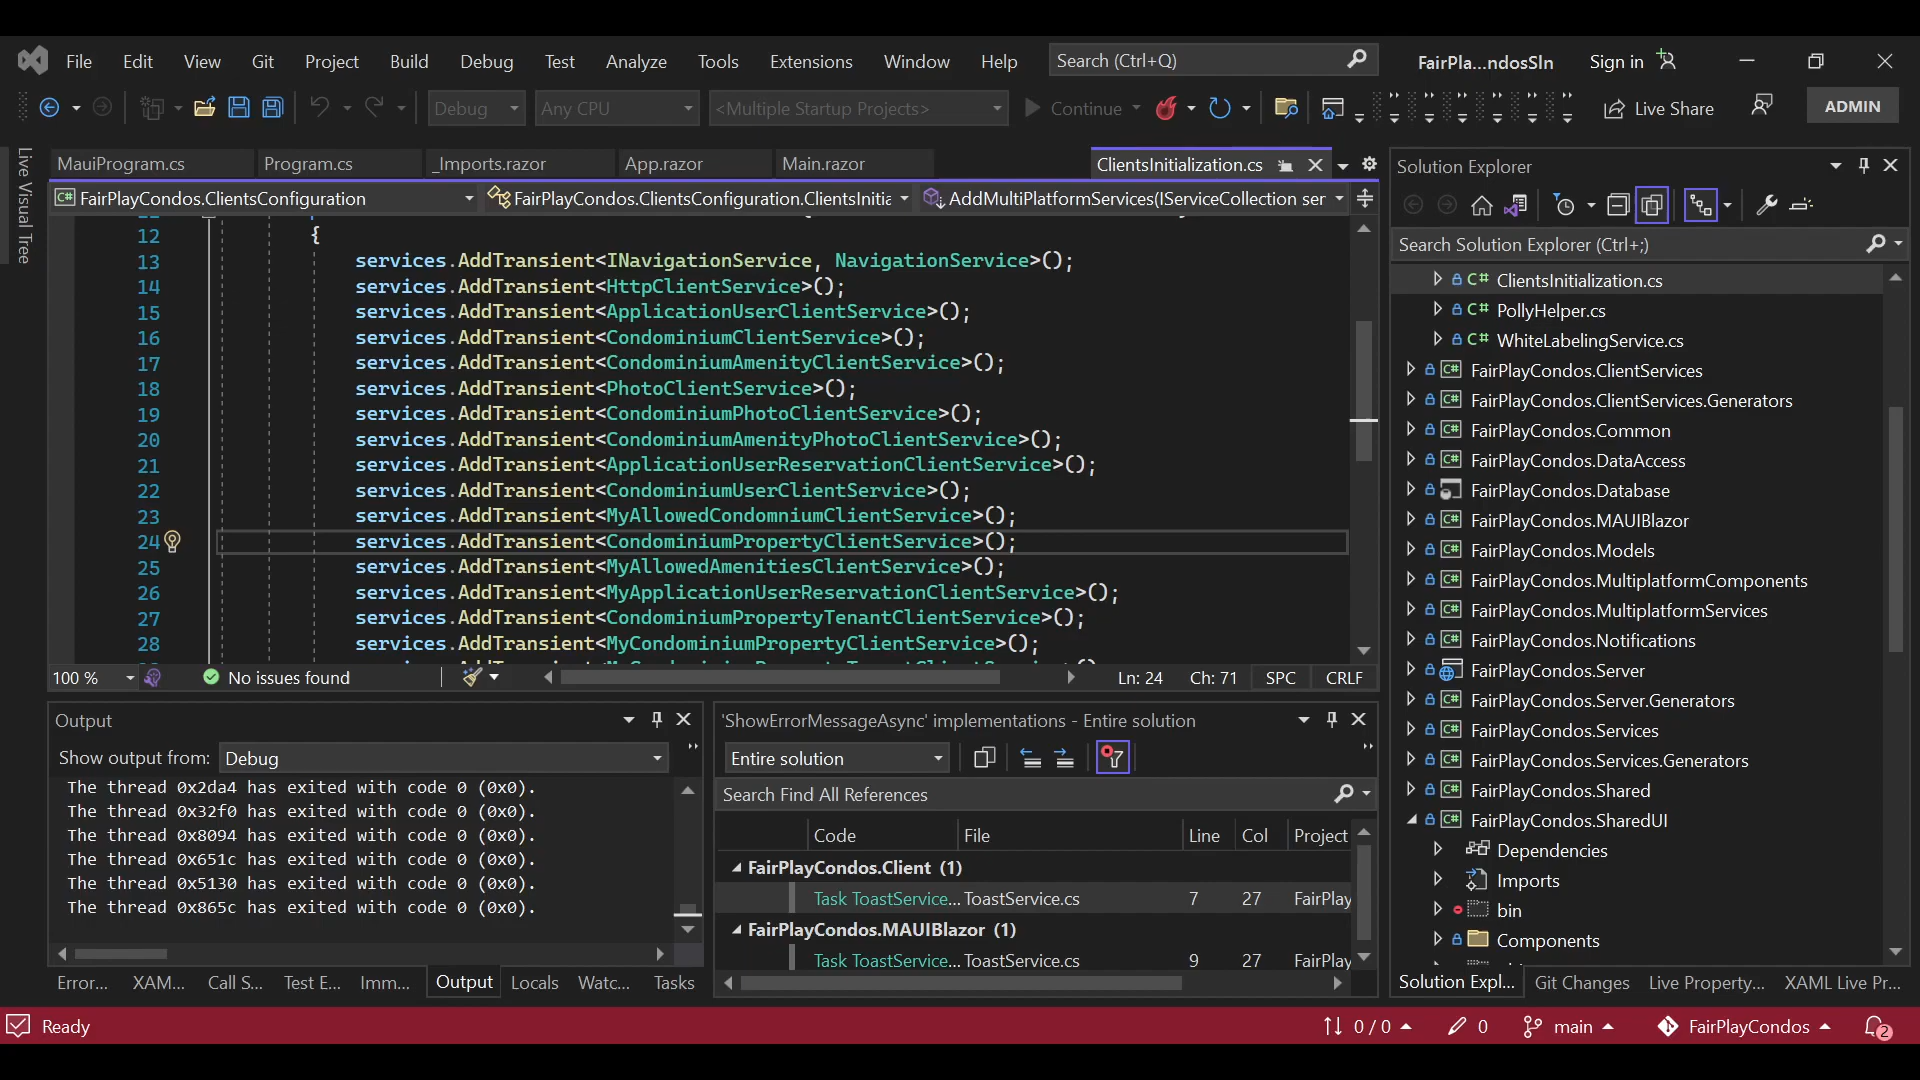 File Edit View Git Project Build Debug Test Analyze Tools Extensions Window Help Search (Ctrl+Q) FairPla...ndosSln Sign in
Debug Any CPU <Multiple Startup Projects> Continue Live Share ADMIN
Live Visual Tree
MauiProgram.cs Program.cs _Imports.razor App.razor Main.razor ClientsInitialization.cs
FairPlayCondos.ClientsConfiguration FairPlayCondos.ClientsConfiguration.ClientsInitia AddMultiPlatformServices(IServiceCollection ser
12 {
13 services.AddTransient<INavigationService, NavigationService>();
14 services.AddTransient<HttpClientService>();
15 services.AddTransient<ApplicationUserClientService>();
16 services.AddTransient<CondominiumClientService>();
17 services.AddTransient<CondominiumAmenityClientService>();
18 services.AddTransient<PhotoClientService>();
19 services.AddTransient<CondominiumPhotoClientService>();
20 services.AddTransient<CondominiumAmenityPhotoClientService>();
21 services.AddTransient<ApplicationUserReservationClientService>();
22 services.AddTransient<CondominiumUserClientService>();
23 services.AddTransient<MyAllowedCondomniumClientService>();
24 services.AddTransient<CondominiumPropertyClientService>();
25 services.AddTransient<MyAllowedAmenitiesClientService>();
26 services.AddTransient<MyApplicationUserReservationClientService>();
27 services.AddTransient<CondominiumPropertyTenantClientService>();
28 services.AddTransient<MyCondominiumPropertyClientService>();
100 % No issues found Ln: 24 Ch: 71 SPC CRLF
Output
Show output from: Debug
The thread 0x2da4 has exited with code 0 (0x0).
The thread 0x32f0 has exited with code 0 (0x0).
The thread 0x8094 has exited with code 0 (0x0).
The thread 0x651c has exited with code 0 (0x0).
The thread 0x5130 has exited with code 0 (0x0).
The thread 0x865c has exited with code 0 (0x0).
Error... XAM... Call S... Test E... Imm... Output Locals Watc... Tasks
'ShowErrorMessageAsync' implementations - Entire solution
Entire solution
Search Find All References
Code File Line Col Project
FairPlayCondos.Client (1)
Task ToastService... ToastService.cs 7 27 FairPlay
FairPlayCondos.MAUIBlazor (1)
Task ToastService... ToastService.cs 9 27 FairPlay
Solution Explorer
Search Solution Explorer (Ctrl+;)
C# ClientsInitialization.cs
C# PollyHelper.cs
C# WhiteLabelingService.cs
C# FairPlayCondos.ClientServices
C# FairPlayCondos.ClientServices.Generators
C# FairPlayCondos.Common
C# FairPlayCondos.DataAccess
FairPlayCondos.Database
C# FairPlayCondos.MAUIBlazor
C# FairPlayCondos.Models
C# FairPlayCondos.MultiplatformComponents
C# FairPlayCondos.MultiplatformServices
C# FairPlayCondos.Notifications
FairPlayCondos.Server
C# FairPlayCondos.Server.Generators
C# FairPlayCondos.Services
C# FairPlayCondos.Services.Generators
C# FairPlayCondos.Shared
C# FairPlayCondos.SharedUI
Dependencies
Imports
bin
Components
Solution Expl... Git Changes Live Property... XAML Live Pr...
Ready 0 / 0 0 main FairPlayCondos 2